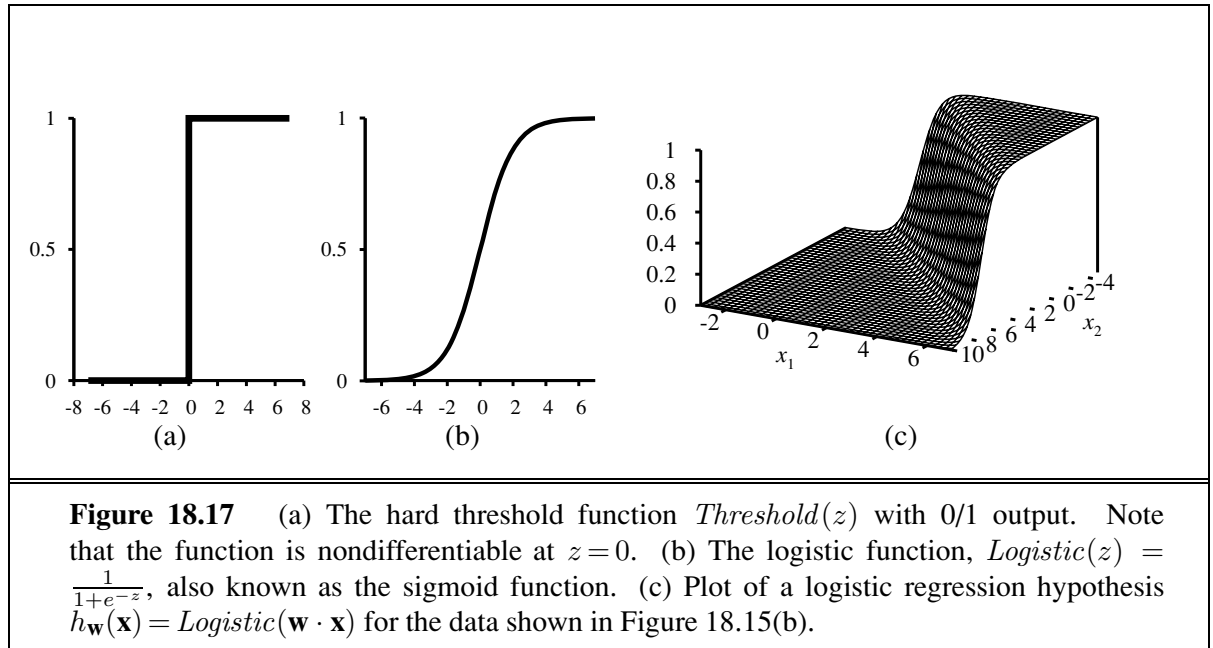 1
0.5
0
-8 -6 -4 -2 0 2 4 6 8
(a)
1
0.5
0
-6 -4 -2 0 2 4 6
(b)
1
0.8
0.6
0.4
0.2
0
-2 0 2 4 6
x1
10 8 6 4 2 0 -2 -4
x2
(c)
Figure 18.17 (a) The hard threshold function Threshold(z) with 0/1 output. Note
that the function is nondifferentiable at z = 0. (b) The logistic function, Logistic(z) =
1/(1+e^−z), also known as the sigmoid function. (c) Plot of a logistic regression hypothesis
hw(x) = Logistic(w · x) for the data shown in Figure 18.15(b).